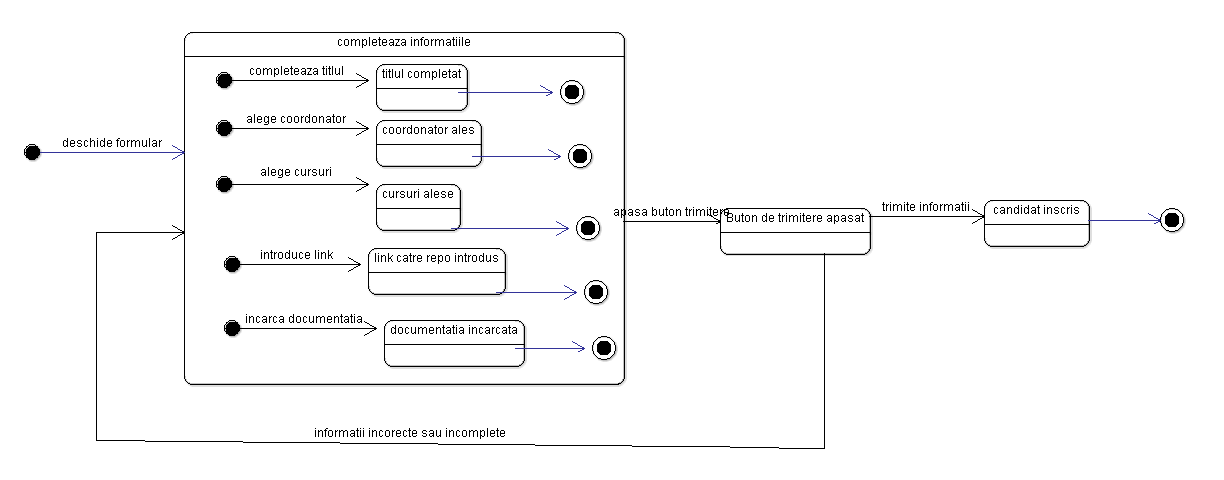 completeaza informatiile
completeaza titlul
titlul completat
alege coordonator
coordonator ales
deschide formular
alege cursuri
cursuri alese
apasa buton trimitere
Buton de trimitere apasat
trimite informatii
candidat inscris
introduce link
link catre repo introdus
incarca documentatia
documentatia incarcata
informatii incorecte sau incomplete